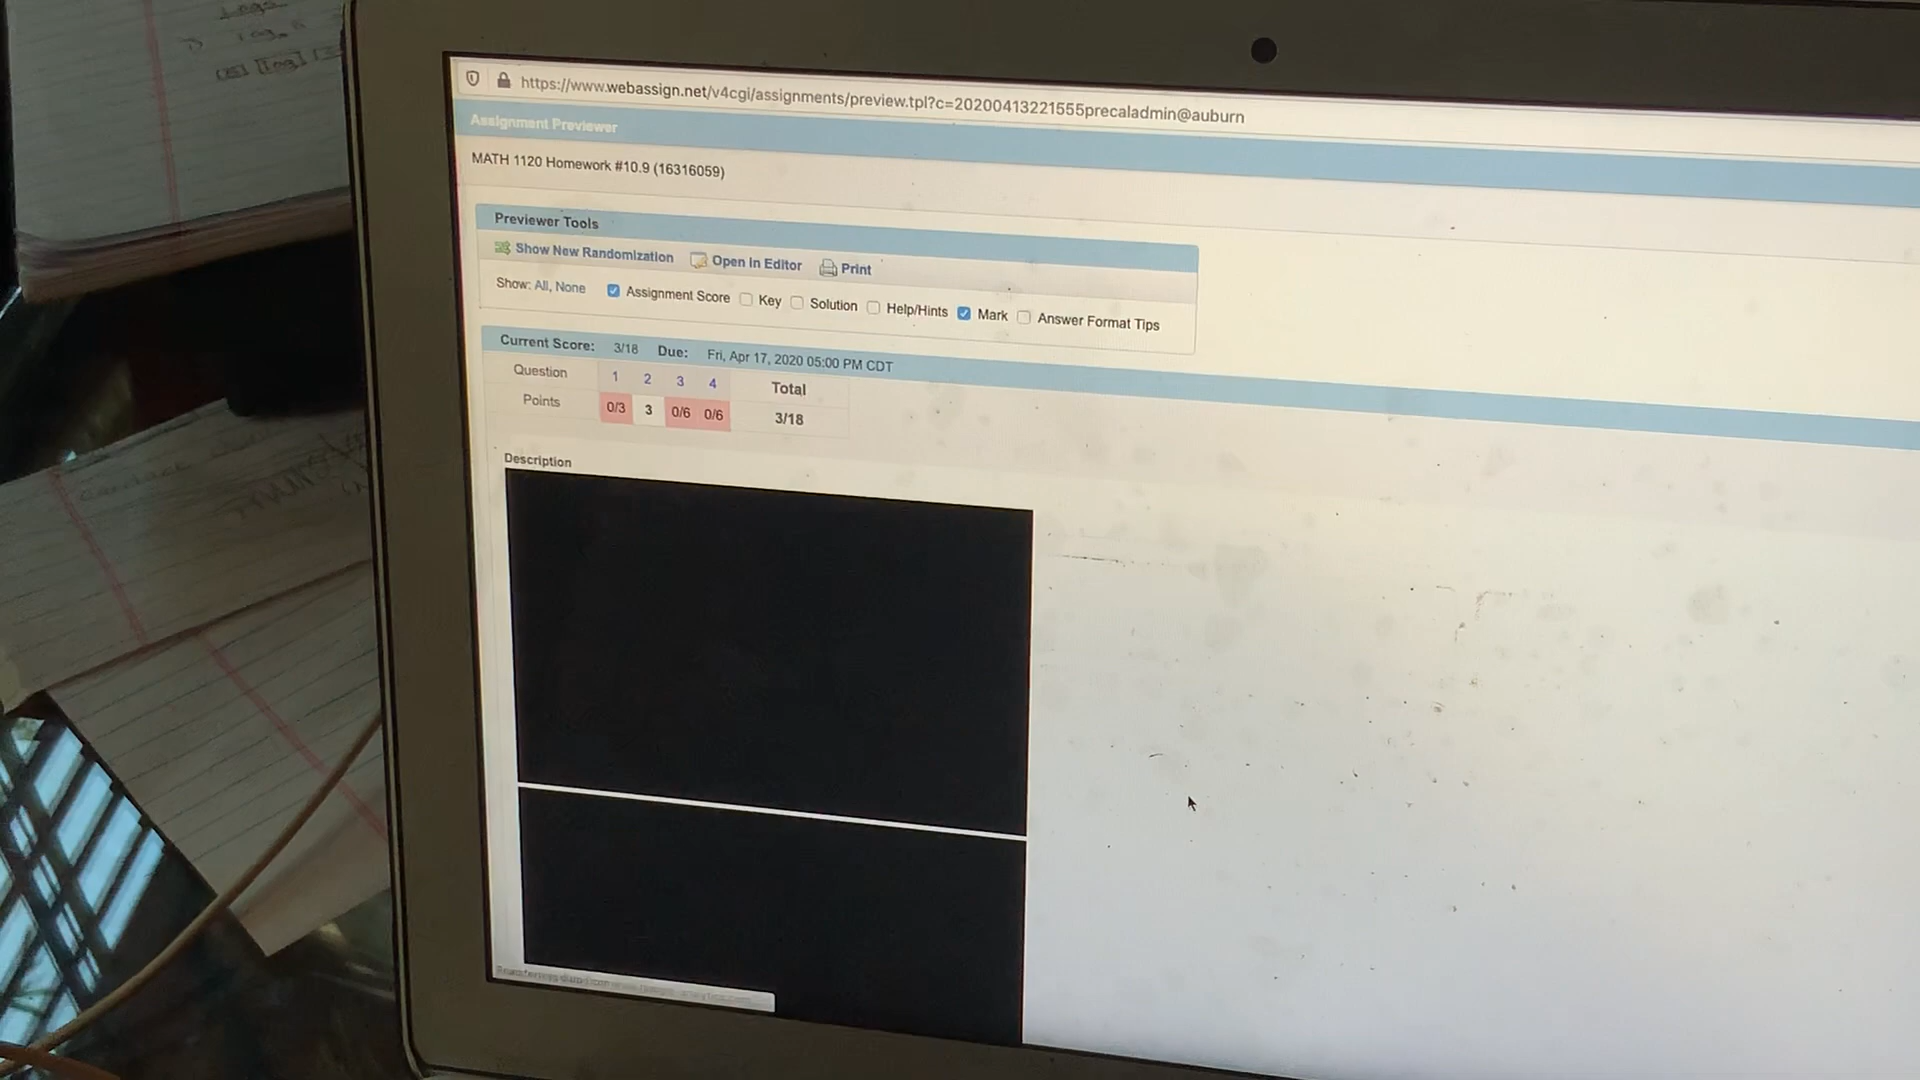 Logs
https://www.webassign.net/v4cgi/assignments/preview.tpl?c=20200413221555precaladmin@auburn
Assignment Previewer
MATH 1120 Homework #10.9 (16316059)
Previewer Tools
Show New Randomization Open in Editor Print
Show: All, None Assignment Score Key Solution Help/Hints Mark Answer Format Tips
Current Score: 3/18 Due: Fri, Apr 17, 2020 05:00 PM CDT
Question 1 2 3 4 Total
Points 0/3 3 0/6 0/6 3/18
Description